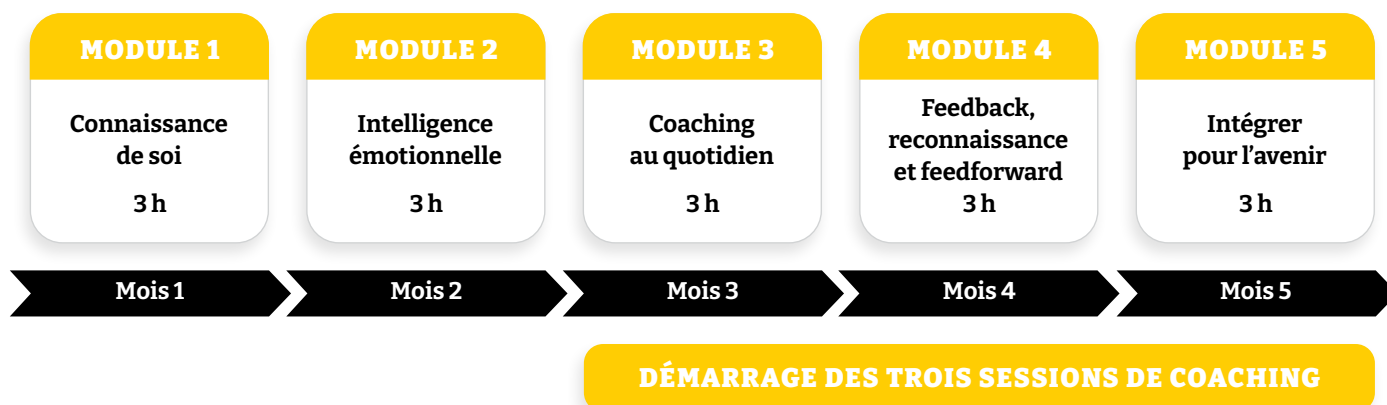 MODULE 1
Connaissance
de soi
3 h
MODULE 2
Intelligence
émotionnelle
3 h
MODULE 3
Coaching
au quotidien
3 h
MODULE 4
Feedback,
reconnaissance
et feedforward
3 h
MODULE 5
Intégrer
pour l’avenir
3 h
Mois 1
Mois 2
Mois 3
Mois 4
Mois 5
DÉMARRAGE DES TROIS SESSIONS DE COACHING